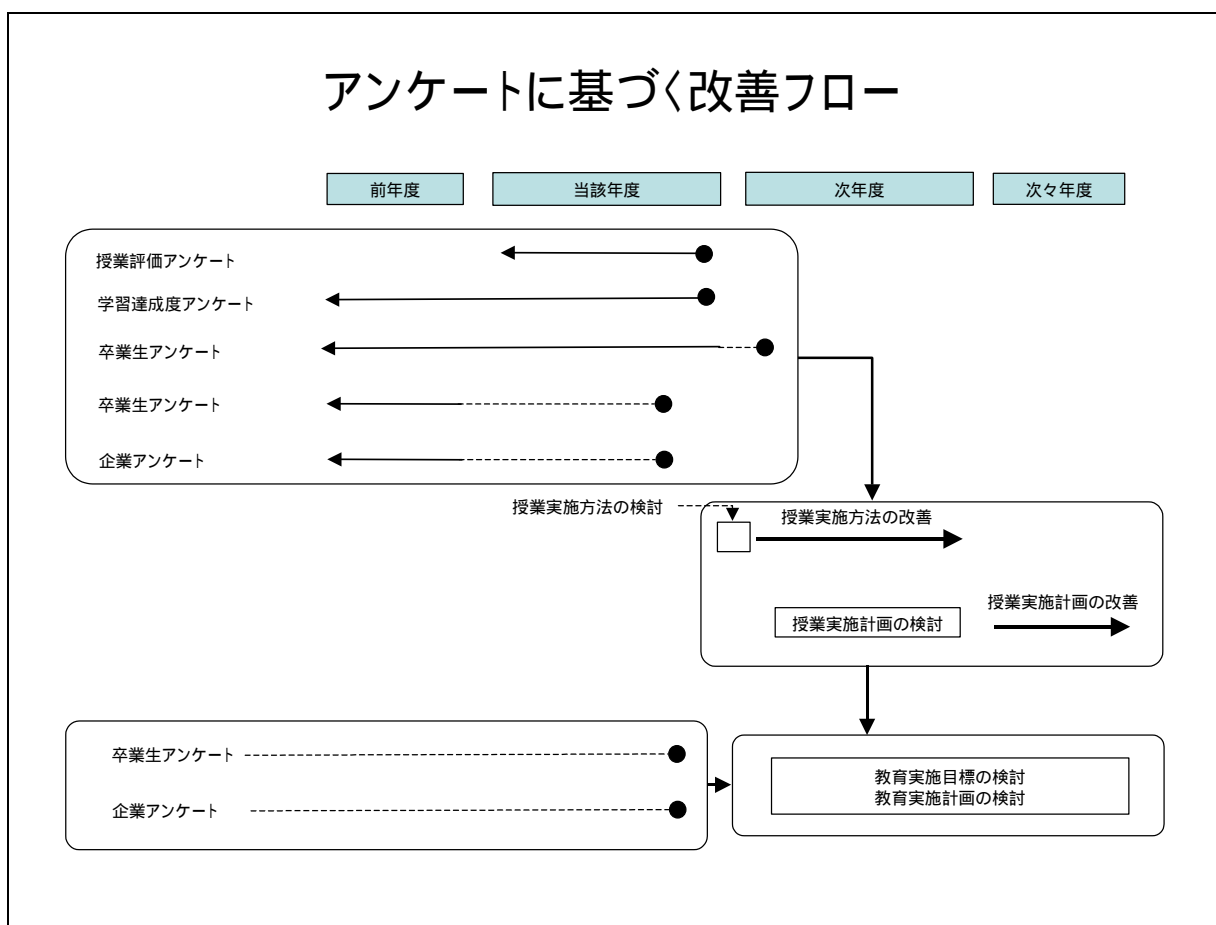 アンケートに基づく改善フロー
前年度
当該年度
次年度
次々年度
授業評価アンケート
学習達成度アンケート
卒業生アンケート
卒業生アンケート
企業アンケート
授業実施方法の検討
授業実施方法の改善
授業実施計画の改善
授業実施計画の検討
卒業生アンケート
企業アンケート
教育実施目標の検討
教育実施計画の検討